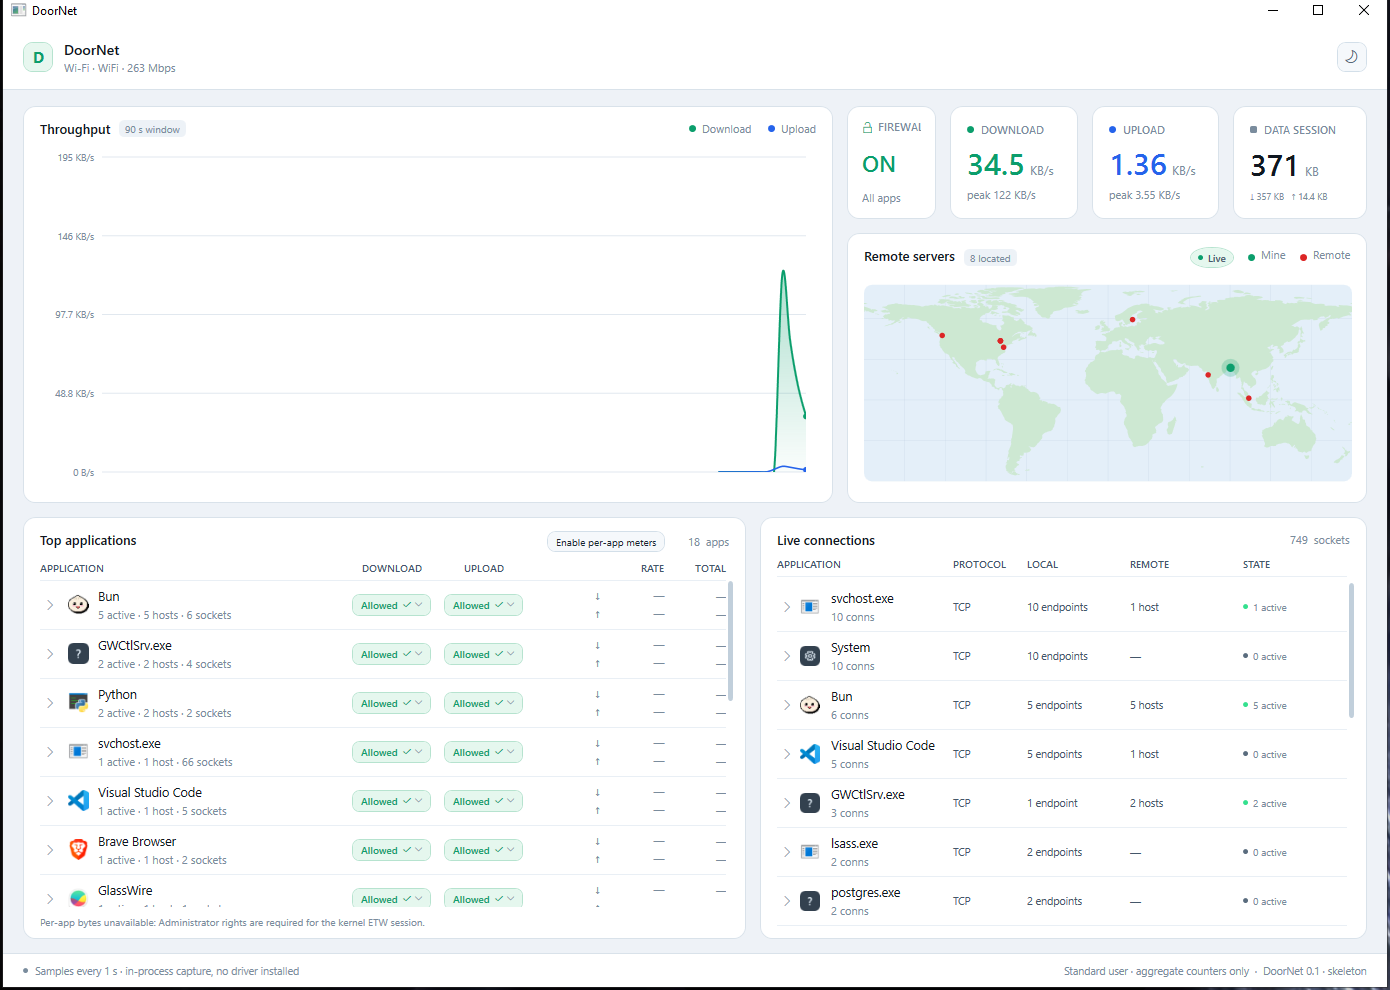 DoorNet
D
DoorNet
Wi-Fi · WiFi · 263 Mbps
Throughput 90 s window
Download Upload
195 KB/s
146 KB/s
97.7 KB/s
48.8 KB/s
0 B/s
FIREWAL
ON
All apps
DOWNLOAD
34.5 KB/s
peak 122 KB/s
UPLOAD
1.36 KB/s
peak 3.55 KB/s
DATA SESSION
371 KB
↓ 357 KB ↑ 14.4 KB
Remote servers 8 located
Live Mine Remote
Top applications
Enable per-app meters 18 apps
APPLICATION DOWNLOAD UPLOAD RATE TOTAL
Bun
5 active · 5 hosts · 6 sockets
Allowed Allowed ↓ — —
↑ — —
GWCtlSrv.exe
2 active · 2 hosts · 4 sockets
Allowed Allowed ↓ — —
↑ — —
Python
2 active · 2 hosts · 2 sockets
Allowed Allowed ↓ — —
↑ — —
svchost.exe
1 active · 1 host · 66 sockets
Allowed Allowed ↓ — —
↑ — —
Visual Studio Code
1 active · 1 host · 5 sockets
Allowed Allowed ↓ — —
↑ — —
Brave Browser
1 active · 1 host · 2 sockets
Allowed Allowed ↓ — —
↑ — —
GlassWire
Allowed Allowed ↓ — —
Per-app bytes unavailable: Administrator rights are required for the kernel ETW session.
Live connections
749 sockets
APPLICATION PROTOCOL LOCAL REMOTE STATE
svchost.exe
10 conns
TCP 10 endpoints 1 host 1 active
System
10 conns
TCP 10 endpoints — 0 active
Bun
6 conns
TCP 5 endpoints 5 hosts 5 active
Visual Studio Code
5 conns
TCP 5 endpoints 1 host 0 active
GWCtlSrv.exe
3 conns
TCP 1 endpoint 2 hosts 2 active
lsass.exe
2 conns
TCP 2 endpoints — 0 active
postgres.exe
2 conns
TCP 2 endpoints — 0 active
Samples every 1 s · in-process capture, no driver installed
Standard user · aggregate counters only · DoorNet 0.1 · skeleton